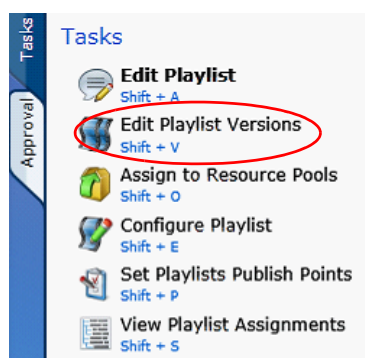 Tasks
Approval
Tasks
Edit Playlist
Shift + A
Edit Playlist Versions
Shift + V
Assign to Resource Pools
Shift + O
Configure Playlist
Shift + E
Set Playlists Publish Points
Shift + P
View Playlist Assignments
Shift + S